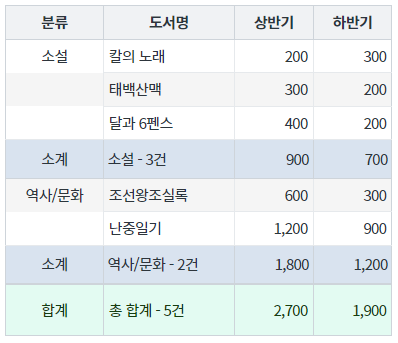 분류 도서명 상반기 하반기
소설 칼의 노래 200 300
태백산맥 300 200
달과 6펜스 400 200
소계 소설 - 3건 900 700
역사/문화 조선왕조실록 600 300
난중일기 1,200 900
소계 역사/문화 - 2건 1,800 1,200
합계 총 합계 - 5건 2,700 1,900